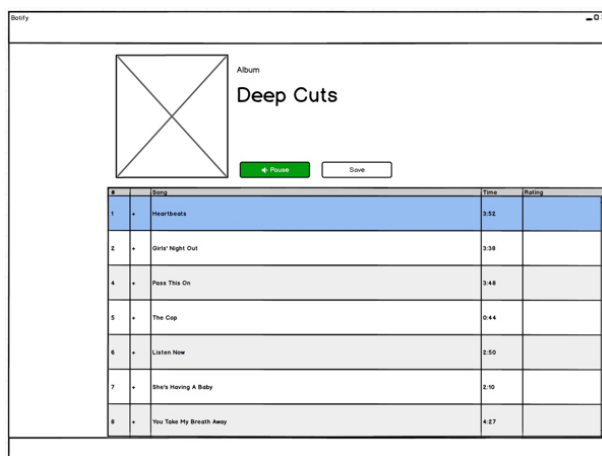 Botify
Album
Deep Cuts
Pause
Save
# Song Time Rating
1 + Heartbeats 3:52
2 + Girls' Night Out 3:38
4 + Pass This On 3:48
5 + The Cop 0:44
6 + Listen Now 2:50
7 + She's Having A Baby 2:10
8 + You Take My Breath Away 4:27